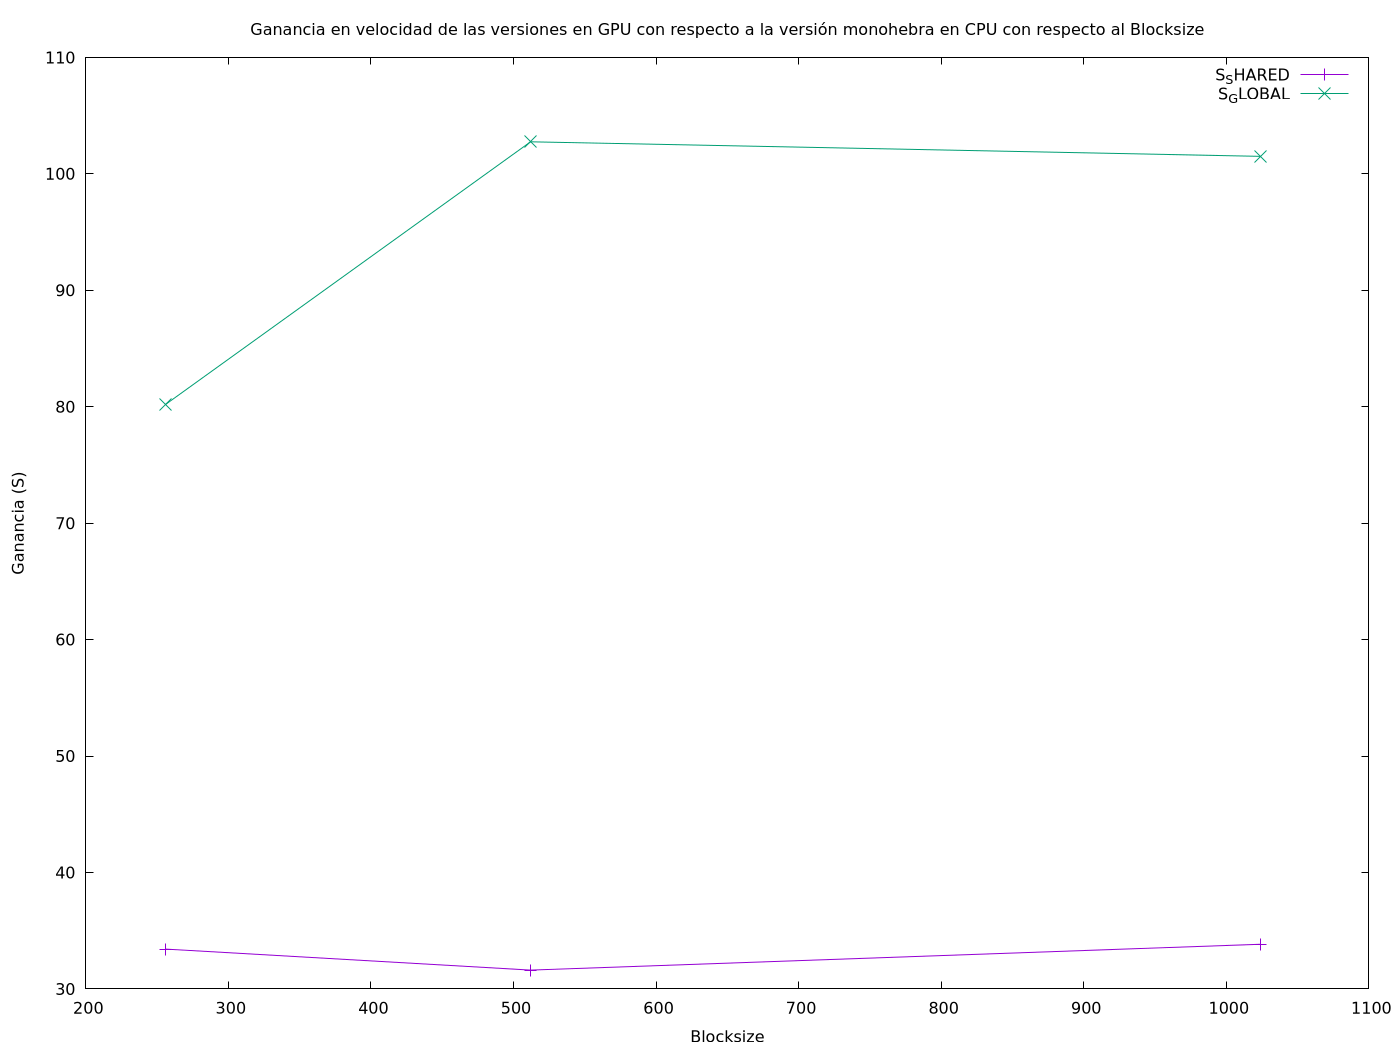 Ganancia en velocidad de las versiones en GPU con respecto a la versión monohebra en CPU con respecto al Blocksize
110
100
90
80
70
60
50
40
30
200 300 400 500 600 700 800 900 1000 1100
Ganancia (S)
Blocksize
S_SHARED
S_GLOBAL